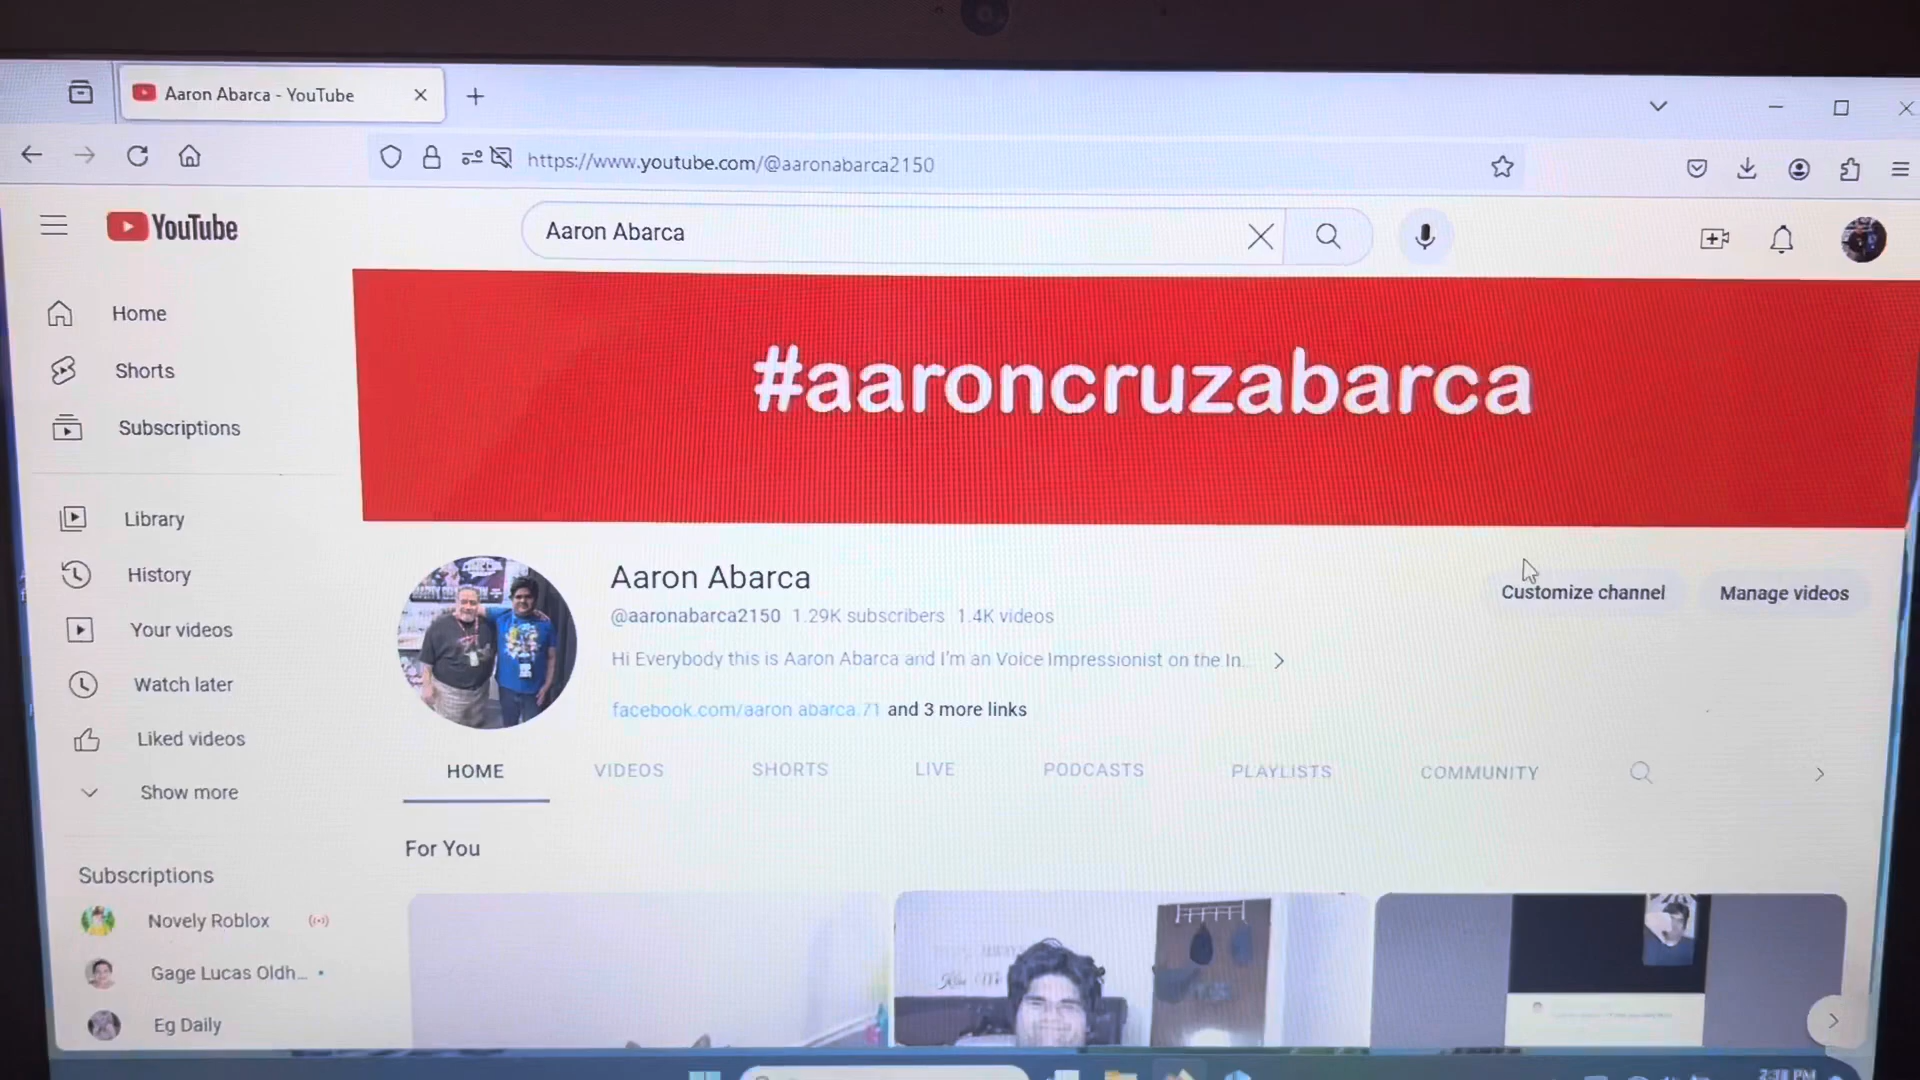 Aaron Abarca - YouTube
https://www.youtube.com/@aaronabarca2150
YouTube
Aaron Abarca
Home
Shorts
Subscriptions
Library
History
Your videos
Watch later
Liked videos
Show more
Subscriptions
Novely Roblox
Gage Lucas Oldh...
Eg Daily
#aaroncruzabarca
Aaron Abarca
@aaronabarca2150 1.29K subscribers 1.4K videos
Hi Everybody this is Aaron Abarca and I'm an Voice Impressionist on the In...
facebook.com/aaron.abarca.71 and 3 more links
Customize channel
Manage videos
HOME VIDEOS SHORTS LIVE PODCASTS PLAYLISTS COMMUNITY
For You
2:18 PM